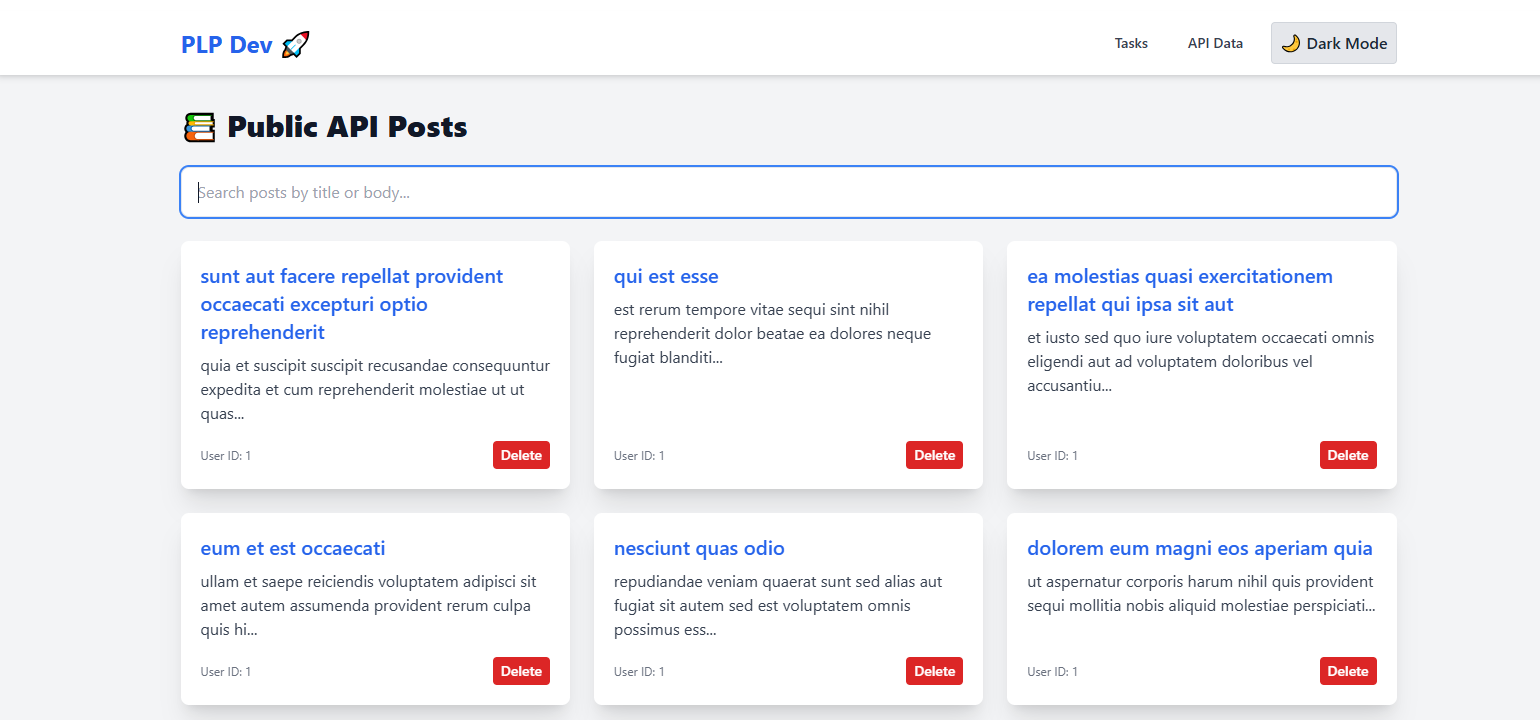 PLP Dev 🚀
Tasks
API Data
🌙 Dark Mode
📚 Public API Posts
Search posts by title or body...
sunt aut facere repellat provident
occaecati excepturi optio
reprehenderit
quia et suscipit suscipit recusandae consequuntur
expedita et cum reprehenderit molestiae ut ut
quas...
User ID: 1
Delete
qui est esse
est rerum tempore vitae sequi sint nihil
reprehenderit dolor beatae ea dolores neque
fugiat blanditi...
User ID: 1
Delete
ea molestias quasi exercitationem
repellat qui ipsa sit aut
et iusto sed quo iure voluptatem occaecati omnis
eligendi aut ad voluptatem doloribus vel
accusantiu...
User ID: 1
Delete
eum et est occaecati
ullam et saepe reiciendis voluptatem adipisci sit
amet autem assumenda provident rerum culpa
quis hi...
User ID: 1
Delete
nesciunt quas odio
repudiandae veniam quaerat sunt sed alias aut
fugiat sit autem sed est voluptatem omnis
possimus ess...
User ID: 1
Delete
dolorem eum magni eos aperiam quia
ut aspernatur corporis harum nihil quis provident
sequi mollitia nobis aliquid molestiae perspiciati...
User ID: 1
Delete